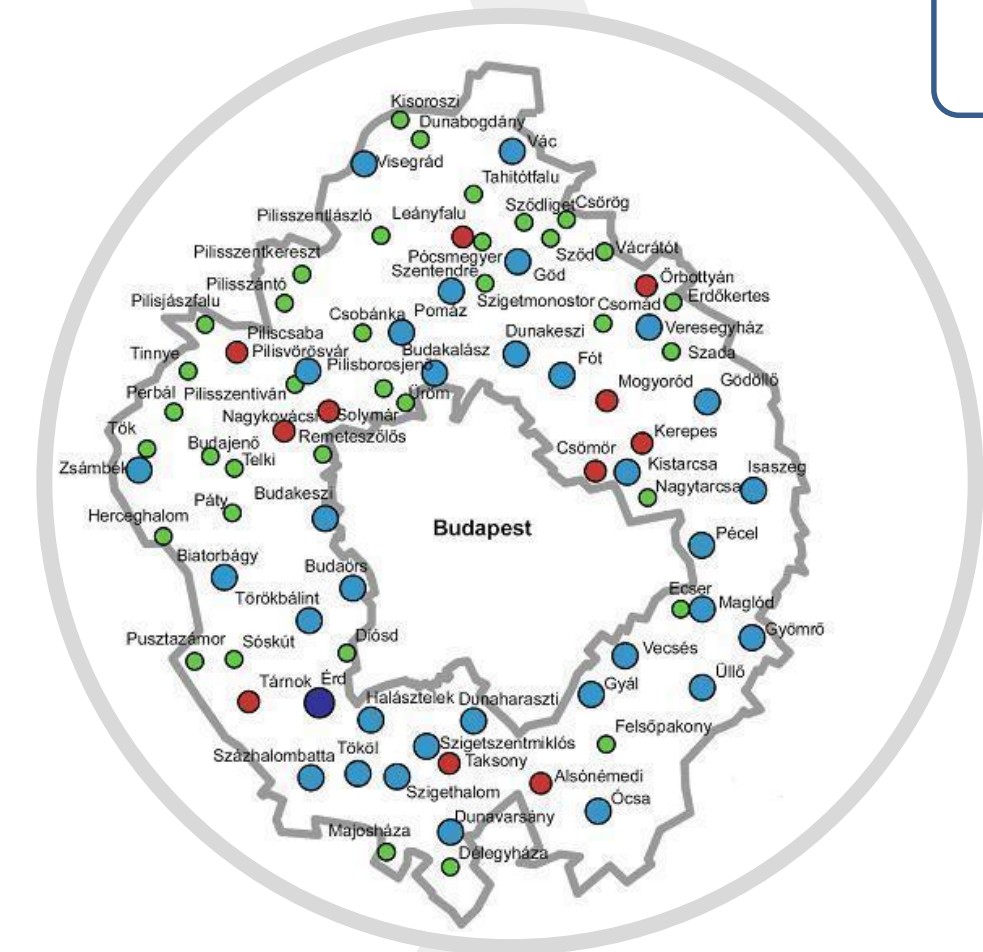 Kisoroszi
Dunabogdány
Vác
Visegrád
Tahitótfalu
Sződliget
Csörög
Pilisszentlászló
Leányfalu
Vácrátót
Pilisszentkereszt
Pócsmegyer
Sződ
Szentendre
Göd
Őrbottyán
Pilisszántó
Szigetmonostor
Csomád
Erdőkertes
Pilisjászfalu
Csobánka
Pomáz
Piliscsaba
Dunakeszi
Veresegyház
Tinnye
Pilisvörösvár
Budakalász
Szada
Pilisborosjenő
Fót
Perbál
Pilisszentiván
Üröm
Mogyoród
Gödöllő
Nagykovácsi
Solymár
Tök
Remeteszőlős
Kerepes
Budajenő
Csömör
Zsámbék
Telki
Kistarcsa
Isaszeg
Páty
Budakeszi
Nagytarcsa
Herceghalom
Budapest
Pécel
Biatorbágy
Budaörs
Törökbálint
Ecser
Maglód
Gyömrő
Pusztazámor
Sóskút
Diósd
Vecsés
Tárnok
Érd
Üllő
Halásztelek
Dunaharaszti
Gyál
Felsőpakony
Százhalombatta
Tököl
Szigetszentmiklós
Taksony
Alsónémedi
Szigethalom
Ócsa
Dunavarsány
Majosháza
Délegyháza